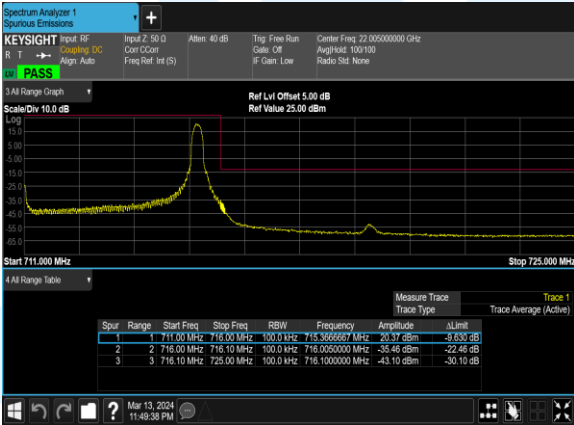 Spectrum Analyzer 1
Spurious Emissions
+
KEYSIGHT Input: RF Input Z: 50 Ω Atten: 40 dB Trig: Free Run Center Freq: 22.005000000 GHz
R T Coupling: DC Corr CCorr Gate: Off Avg|Hold: 100/100
Align: Auto Freq Ref: Int (S) IF Gain: Low Radio Std: None
LXI PASS
3 All Range Graph
Ref Lvl Offset 5.00 dB
Scale/Div 10.0 dB Ref Value 25.00 dBm
Log
15.0
5.00
-5.00
-15.0
-25.0
-35.0
-45.0
-55.0
-65.0
Start 711.000 MHz Stop 725.000 MHz
4 All Range Table
Measure Trace Trace 1
Trace Type Trace Average (Active)
Spur Range Start Freq Stop Freq RBW Frequency Amplitude ΔLimit
1 1 711.00 MHz 716.00 MHz 100.0 kHz 715.3666667 MHz 20.37 dBm -9.630 dB
2 2 716.00 MHz 716.10 MHz 100.0 kHz 716.0050000 MHz -35.46 dBm -22.46 dB
3 3 716.10 MHz 725.00 MHz 100.0 kHz 716.1000000 MHz -43.10 dBm -30.10 dB
? Mar 13, 2024
11:49:38 PM